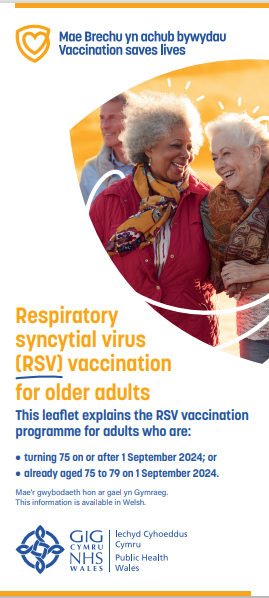 Mae Brechu yn achub bywydau
Vaccination saves lives
Respiratory
syncytial virus
(RSV) vaccination
for older adults
This leaflet explains the RSV vaccination
programme for adults who are:
• turning 75 on or after 1 September 2024; or
• already aged 75 to 79 on 1 September 2024.
Mae'r gwybodaeth hon ar gael yn Gymraeg.
This information is available in Welsh.
GIG
CYMRU
NHS
WALES
Iechyd Cyhoeddus
Cymru
Public Health
Wales